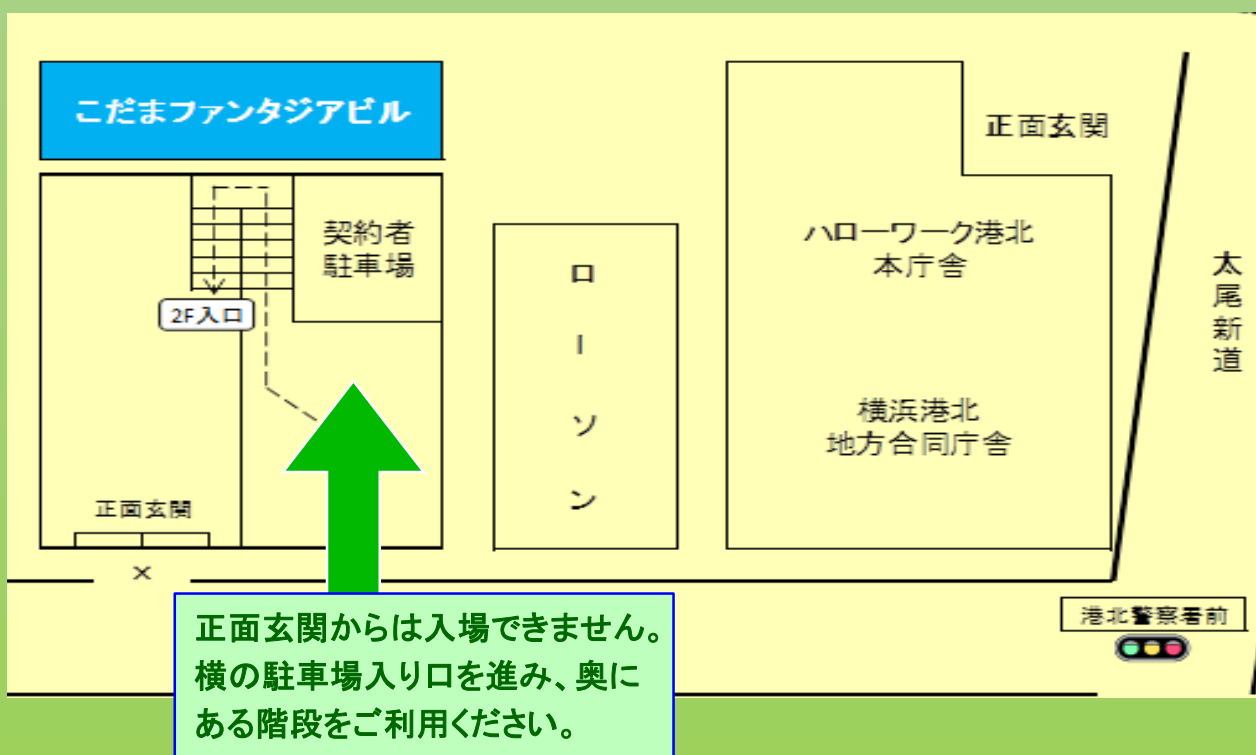 こだまファンタジアビル
正面玄関
契約者
駐車場
2F入口
ローソン
ハローワーク港北
本庁舎
横浜港北
地方合同庁舎
太尾新道
正面玄関
×
港北警察署前
正面玄関からは入場できません。
横の駐車場入り口を進み、奥に
ある階段をご利用ください。